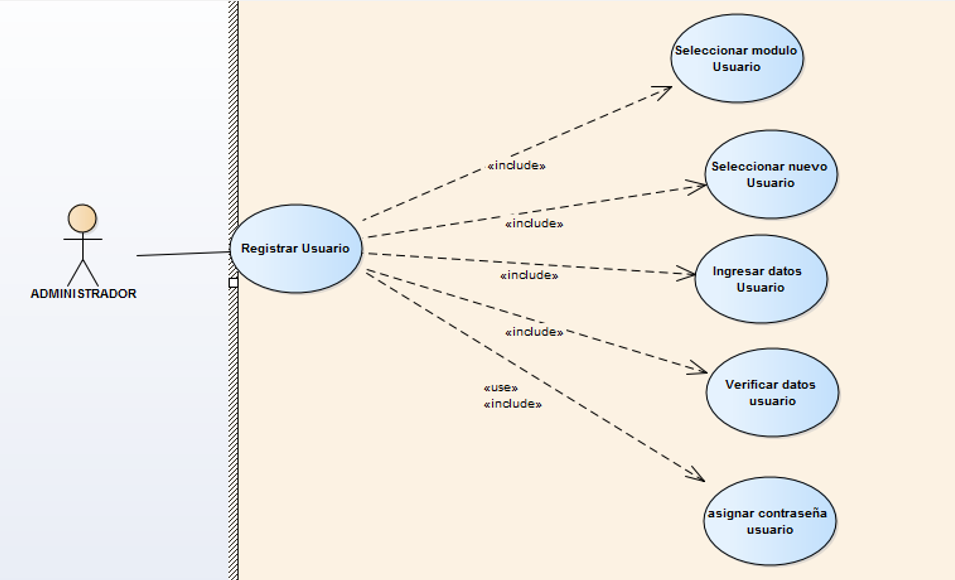 Seleccionar modulo
Usuario
«include»
Seleccionar nuevo
Usuario
«include»
Registrar Usuario
Ingresar datos
Usuario
«include»
ADMINISTRADOR
«include»
Verificar datos
usuario
«use»
«include»
asignar contraseña
usuario